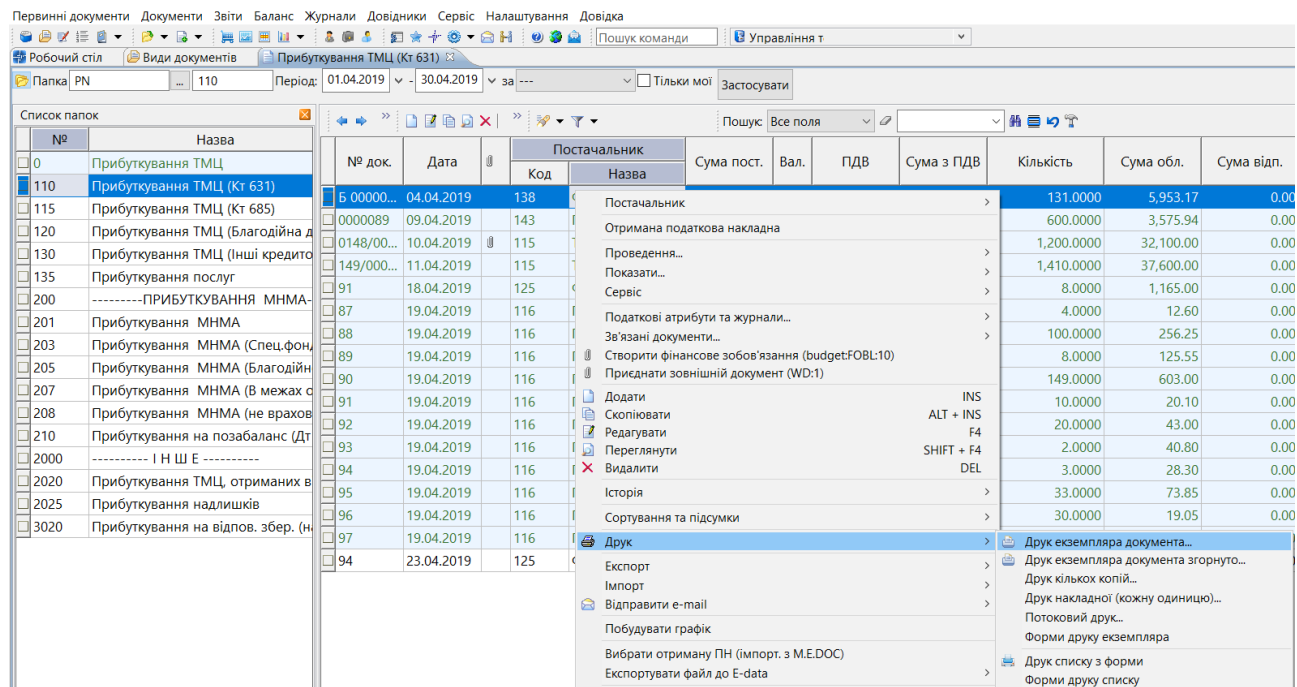 Первинні документи Документи Звіти Баланс Журнали Довідники Сервіс Налаштування Довідка
Пошук команди Управління т
Робочий стіл Види документів Прибуткування ТМЦ (Кт 631)
Папка PN ... 110 Період: 01.04.2019 - 30.04.2019 за --- Тільки мої Застосувати
Список папок
№ Назва
0 Прибуткування ТМЦ
110 Прибуткування ТМЦ (Кт 631)
115 Прибуткування ТМЦ (Кт 685)
120 Прибуткування ТМЦ (Благодійна д
130 Прибуткування ТМЦ (Інші кредито
135 Прибуткування послуг
200 ---------ПРИБУТКУВАННЯ МНМА-
201 Прибуткування МНМА
203 Прибуткування МНМА (Спец.фон
205 Прибуткування МНМА (Благодійн
207 Прибуткування МНМА (В межах о
208 Прибуткування МНМА (не врахов
210 Прибуткування на позабаланс (Дт
2000 ---------- І Н Ш Е ----------
2020 Прибуткування ТМЦ, отриманих в
2025 Прибуткування надлишків
3020 Прибуткування на відпов. збер. (н
Пошук: Все поля
№ док. Дата Постачальник Сума пост. Вал. ПДВ Сума з ПДВ Кількість Сума обл. Сума відп.
Код Назва
Б 00000... 04.04.2019 138 131.0000 5,953.17 0.00
0000089 09.04.2019 143 600.0000 3,575.94 0.00
0148/00... 10.04.2019 115 1,200.0000 32,100.00 0.00
149/000... 11.04.2019 115 1,410.0000 37,600.00 0.00
91 18.04.2019 125 8.0000 1,165.00 0.00
87 19.04.2019 116 4.0000 12.60 0.00
88 19.04.2019 116 100.0000 256.25 0.00
89 19.04.2019 116 8.0000 125.55 0.00
90 19.04.2019 116 149.0000 603.00 0.00
91 19.04.2019 116 10.0000 20.10 0.00
92 19.04.2019 116 20.0000 43.00 0.00
93 19.04.2019 116 2.0000 40.80 0.00
94 19.04.2019 116 3.0000 28.30 0.00
95 19.04.2019 116 33.0000 73.85 0.00
96 19.04.2019 116 30.0000 19.05 0.00
97 19.04.2019 116
94 23.04.2019 125
Постачальник
Отримана податкова накладна
Проведення...
Показати...
Сервіс
Податкові атрибути та журнали...
Зв'язані документи...
Створити фінансове зобов'язання (budget:FOBL:10)
Приєднати зовнішній документ (WD:1)
Додати INS
Скопіювати ALT + INS
Редагувати F4
Переглянути SHIFT + F4
Видалити DEL
Історія
Сортування та підсумки
Друк
Експорт
Імпорт
Відправити e-mail
Побудувати графік
Вибрати отриману ПН (імпорт. з M.E.DOC)
Експортувати файл до E-data
Друк екземпляра документа...
Друк екземпляра документа згорнуто...
Друк кількох копій...
Друк накладної (кожну одиницю)...
Потоковий друк...
Форми друку екземпляра
Друк списку з форми
Форми друку списку